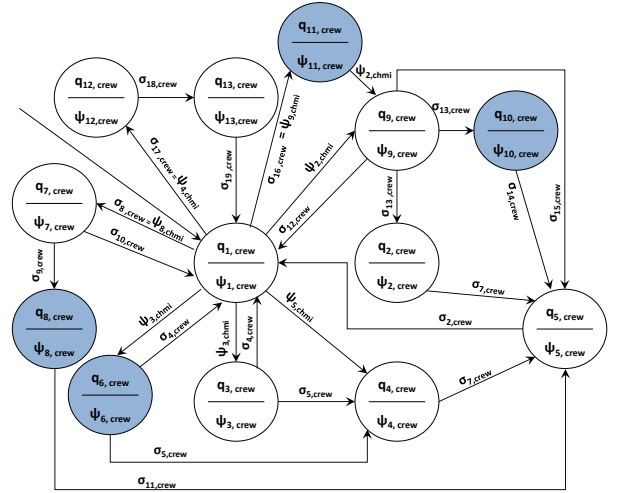 q11, crew
ψ11, crew
ψ2,chmi
q12, crew
ψ12,crew
σ18,crew
q13, crew
ψ13,crew
σ17,crew = ψ4,chmi
σ19,crew
σ16,crew = ψ9,chmi
ψ2,chmi
σ12,crew
q9, crew
ψ9, crew
σ13,crew
q10, crew
ψ10, crew
σ13,crew
σ14,crew
σ15,crew
q7, crew
ψ7, crew
σ8,crew = ψ8,chmi
σ10,crew
σ9,crew
q1, crew
ψ1, crew
q2, crew
ψ2, crew
σ7,crew
σ2,crew
q8, crew
ψ8, crew
ψ3,chmi
σ4,crew
ψ3,chmi
σ4,crew
ψ5,chmi
q5, crew
ψ5, crew
q6, crew
ψ6, crew
q3, crew
ψ3, crew
σ5,crew
q4, crew
ψ4, crew
σ7,crew
σ5,crew
σ11,crew